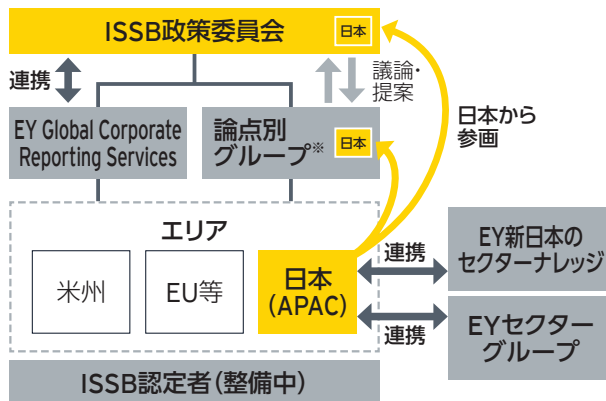 ISSB政策委員会
日本
連携
議論・
提案
EY Global Corporate
Reporting Services
論点別
グループ※
日本
日本から
参画
エリア
米州
EU等
日本
(APAC)
連携
EY新日本の
セクターナレッジ
連携
EYセクター
グループ
ISSB認定者(整備中)